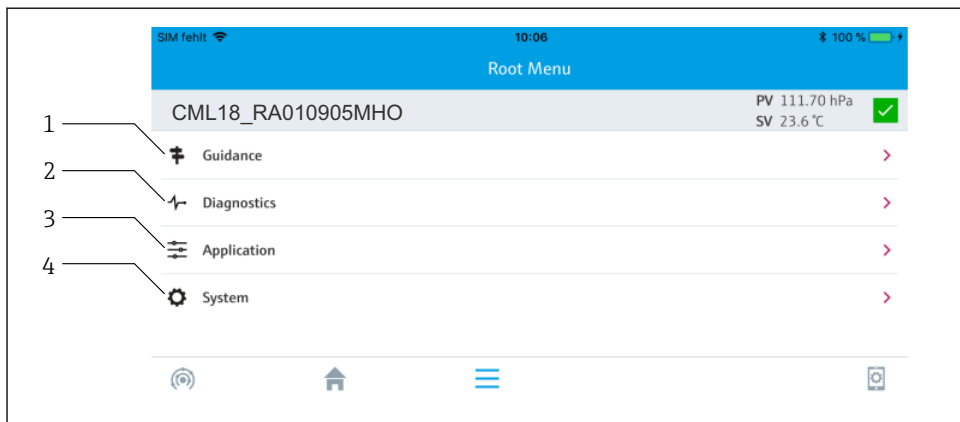 SIM fehlt 10:06 100 %
Root Menu
CML18_RA010905MHO
PV 111.70 hPa
SV 23.6 °C
1
Guidance
2
Diagnostics
3
Application
4
System